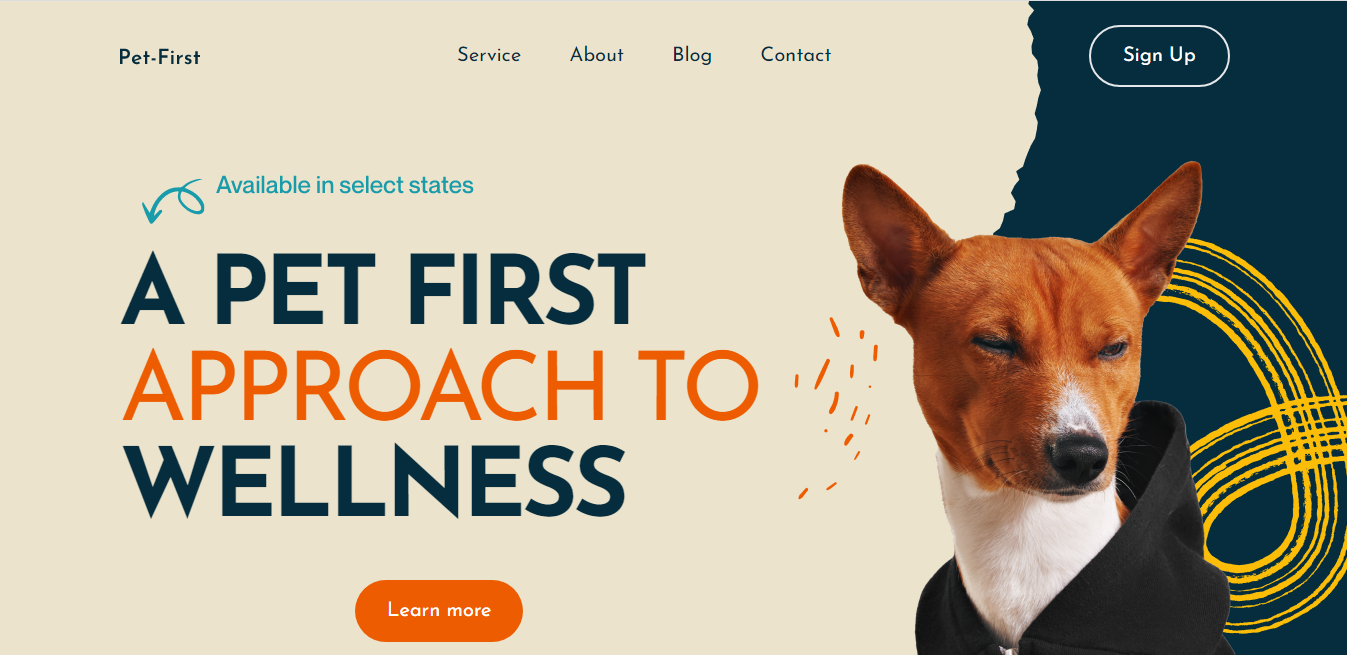 Pet-First
Service About Blog Contact
Sign Up
Available in select states
A PET FIRST
APPROACH TO
WELLNESS
Learn more